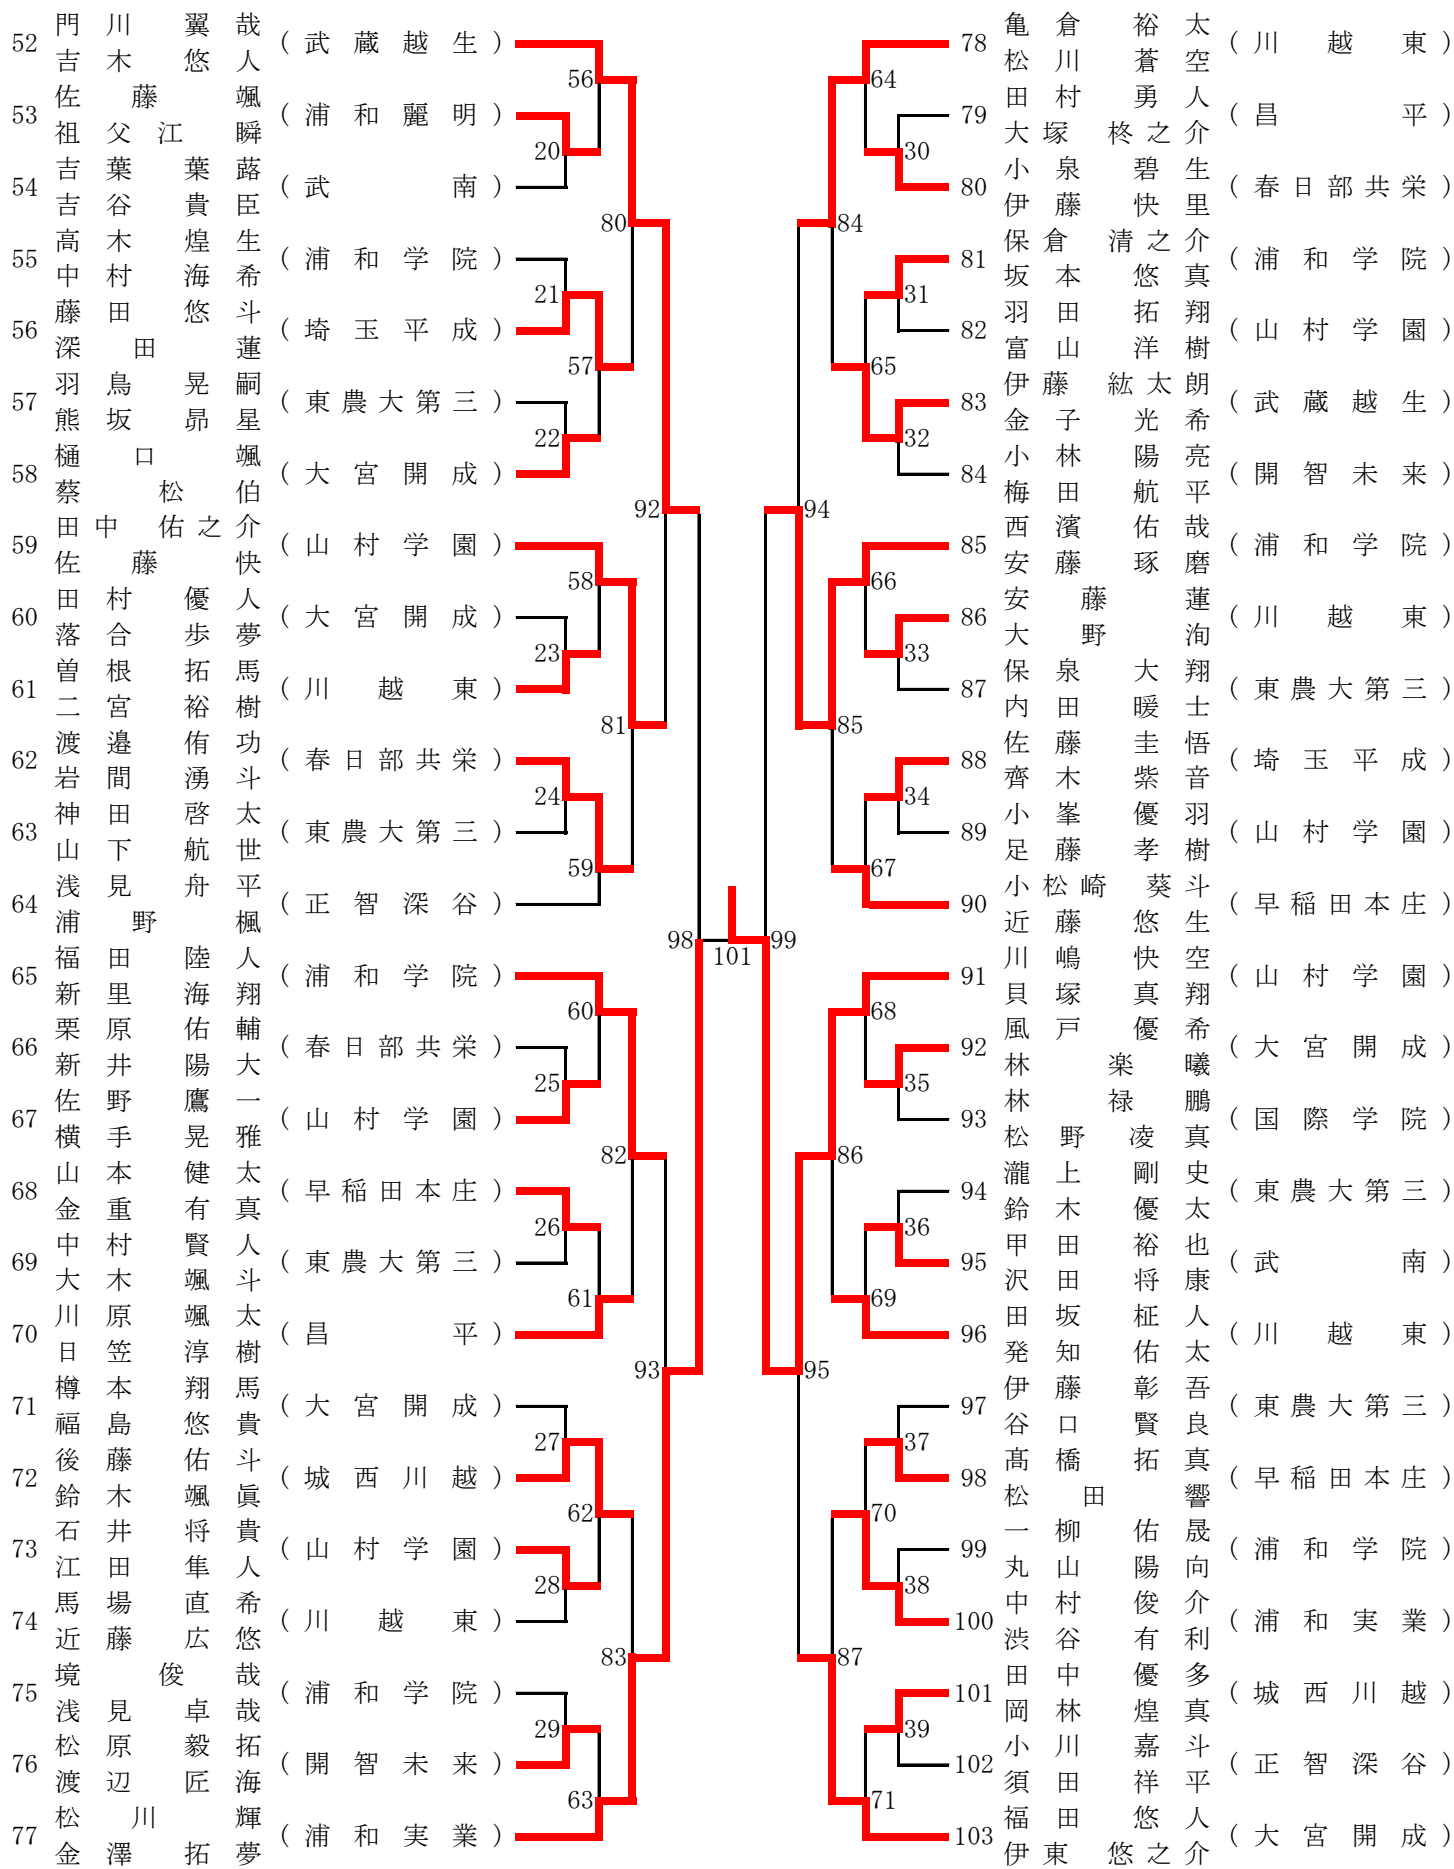 52 門川翼哉 吉木悠人 (武蔵越生)
53 佐藤颯 祖父江瞬 (浦和麗明)
54 吉葉葉蕗 吉谷貴臣 (武南)
55 高木煌生 中村海希 (浦和学院)
56 藤田悠斗 深田蓮 (埼玉平成)
57 羽鳥晃嗣 熊坂昴星 (東農大第三)
58 樋口颯 蔡松伯 (大宮開成)
59 田中佑之介 佐藤快 (山村学園)
60 田村優人 落合歩夢 (大宮開成)
61 曽根拓馬 二宮裕樹 (川越東)
62 渡邉侑功 岩間湧斗 (春日部共栄)
63 神田啓太 山下航世 (東農大第三)
64 浅見舟平 浦野楓 (正智深谷)
65 福田陸人 新里海翔 (浦和学院)
66 栗原佑輔 新井陽大 (春日部共栄)
67 佐野鷹一 横手晃雅 (山村学園)
68 山本健太 金重有真 (早稲田本庄)
69 中村賢人 大木颯斗 (東農大第三)
70 川原颯太 日笠淳樹 (昌平)
71 樽本翔馬 福島悠貴 (大宮開成)
72 後藤佑斗 鈴木颯眞 (城西川越)
73 石井将貴 江田隼人 (山村学園)
74 馬場直希 近藤広悠 (川越東)
75 境俊哉 浅見卓哉 (浦和学院)
76 松原毅拓 渡辺匠海 (開智未来)
77 松川輝 金澤拓夢 (浦和実業)
56
20
80
21
57
22
92
58
23
81
24
59
98
60
25
82
26
61
93
27
62
28
83
29
63
101
64
30
84
31
65
32
94
66
33
85
34
67
99
68
35
86
36
69
95
37
70
38
87
39
71
78 亀倉裕太 松川蒼空 (川越東)
79 田村勇人 大塚柊之介 (昌平)
80 小泉碧生 伊藤快里 (春日部共栄)
81 保倉清之介 坂本悠真 (浦和学院)
82 羽田拓翔 富山洋樹 (山村学園)
83 伊藤紘太朗 金子光希 (武蔵越生)
84 小林陽亮 梅田航平 (開智未来)
85 西濱佑哉 安藤琢磨 (浦和学院)
86 安藤蓮 大野洵 (川越東)
87 保泉大翔 内田暖士 (東農大第三)
88 佐藤圭悟 齊木紫音 (埼玉平成)
89 小峯優羽 足藤孝樹 (山村学園)
90 小松崎葵斗 近藤悠生 (早稲田本庄)
91 川嶋快空 貝塚真翔 (山村学園)
92 風戸優希 林楽曦 (大宮開成)
93 林禄鵬 松野凌真 (国際学院)
94 瀧上剛史 鈴木優太 (東農大第三)
95 甲田裕也 沢田将康 (武南)
96 田坂柾人 発知佑太 (川越東)
97 伊藤彰吾 谷口賢良 (東農大第三)
98 髙橋拓真 松田響 (早稲田本庄)
99 一柳佑晟 丸山陽向 (浦和学院)
100 中村俊介 渋谷有利 (浦和実業)
101 田中優多 岡林煌真 (城西川越)
102 小川嘉斗 須田祥平 (正智深谷)
103 福田悠人 伊東悠之介 (大宮開成)